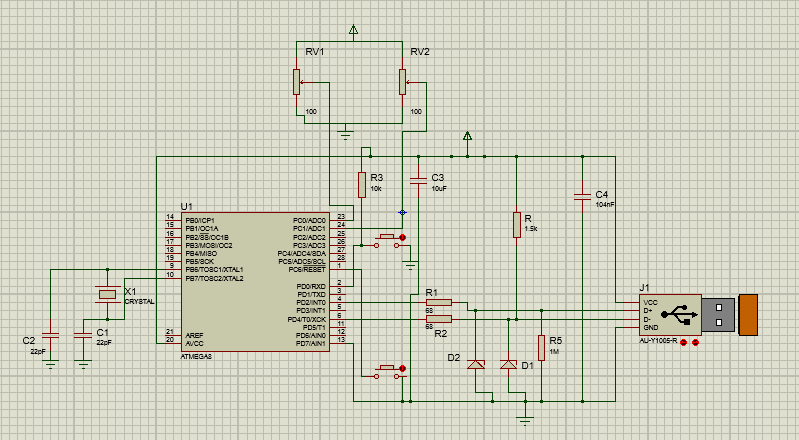 RV1
RV2
100
100
R3
10k
C3
10uF
C4
104nF
R
1.5k
U1
14 PB0/ICP1 PC0/ADC0 23
15 PB1/OC1A PC1/ADC1 24
16 PB2/SS/OC1B PC2/ADC2 25
17 PB3/MOSI/OC2 PC3/ADC3 26
18 PB4/MISO PC4/ADC4/SDA 27
19 PB5/SCK PC5/ADC5/SCL 28
9 PB6/TOSC1/XTAL1 PC6/RESET 1
10 PB7/TOSC2/XTAL2
PD0/RXD 2
PD1/TXD 3
PD2/INT0 4
PD3/INT1 5
PD4/T0/XCK 6
PD5/T1 11
21 AREF PD6/AIN0 12
20 AVCC PD7/AIN1 13
ATMEGA8
X1
CRYSTAL
C2
22pF
C1
22pF
R1
68
68
R2
D2
D1
R5
1M
J1
VCC
D+
D-
GND
AU-Y1005-R